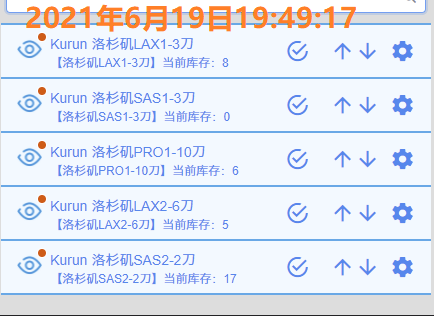 2021年6月19日19:49:17
Kurun 洛杉矶LAX1-3刀
【洛杉矶LAX1-3刀】当前库存：8
Kurun 洛杉矶SAS1-3刀
【洛杉矶SAS1-3刀】当前库存：0
Kurun 洛杉矶PRO1-10刀
【洛杉矶PRO1-10刀】当前库存：6
Kurun 洛杉矶LAX2-6刀
【洛杉矶LAX2-6刀】当前库存：5
Kurun 洛杉矶SAS2-2刀
【洛杉矶SAS2-2刀】当前库存：17